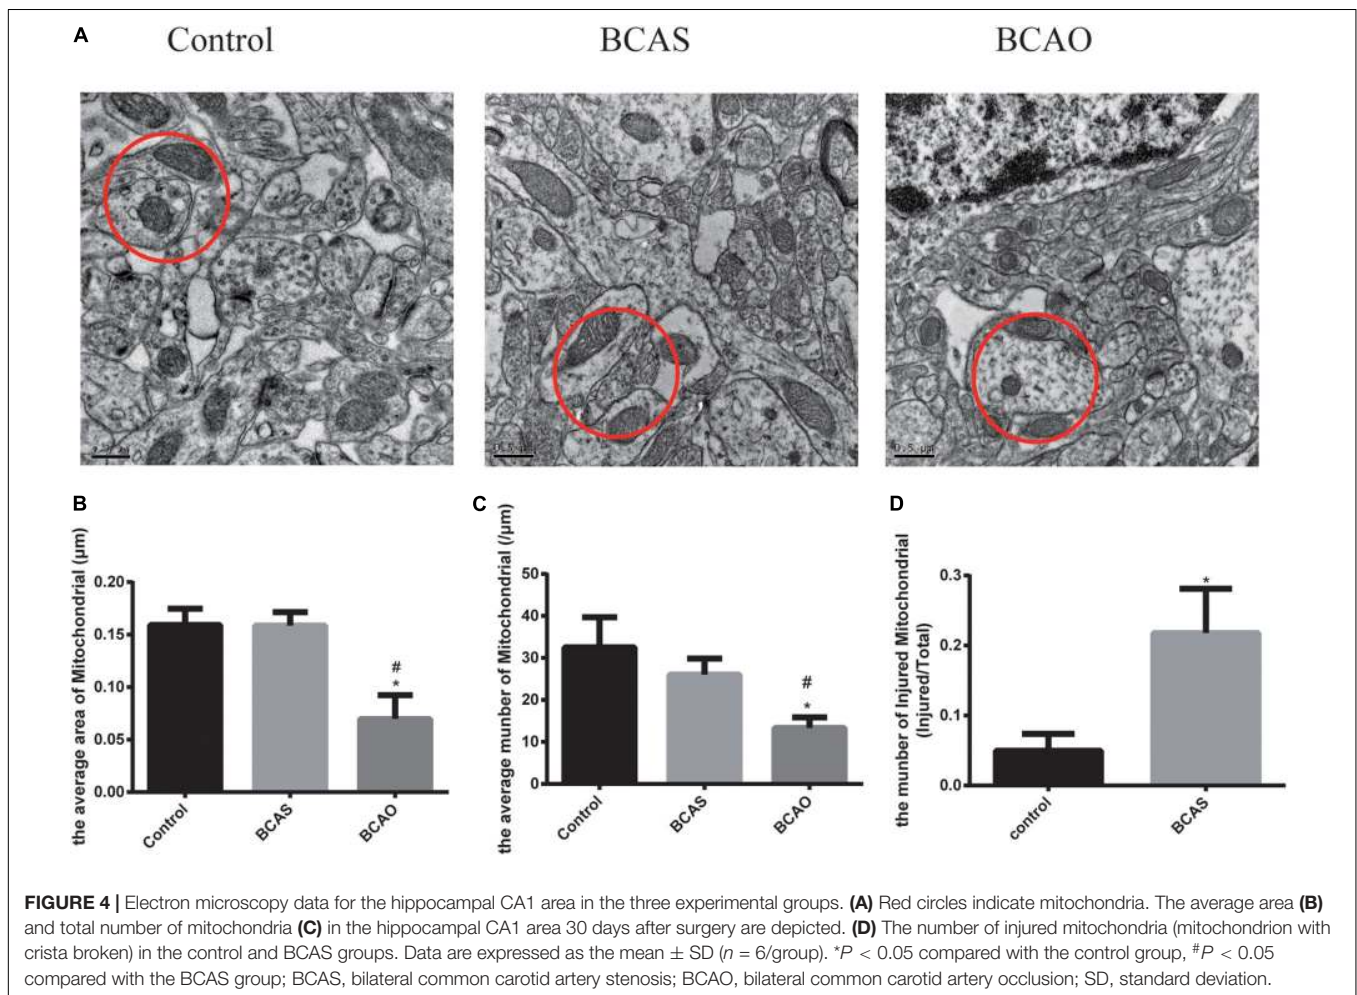 A
Control
BCAS
BCAO
0.5 µm
0.5 µm
B
the average area of Mitochondrial (µm)
0.20
0.15
0.10
0.05
0.00
#
*
Control
BCAS
BCAO
C
the average munber of Mitochondrial (/µm)
50
40
30
20
10
0
#
*
Control
BCAS
BCAO
D
the munber of Injured Mitochondrial
(Injured/Total)
0.3
0.2
0.1
0.0
*
control
BCAS
FIGURE 4 | Electron microscopy data for the hippocampal CA1 area in the three experimental groups. (A) Red circles indicate mitochondria. The average area (B)
and total number of mitochondria (C) in the hippocampal CA1 area 30 days after surgery are depicted. (D) The number of injured mitochondria (mitochondrion with
crista broken) in the control and BCAS groups. Data are expressed as the mean ± SD (n = 6/group). *P < 0.05 compared with the control group, #P < 0.05
compared with the BCAS group; BCAS, bilateral common carotid artery stenosis; BCAO, bilateral common carotid artery occlusion; SD, standard deviation.